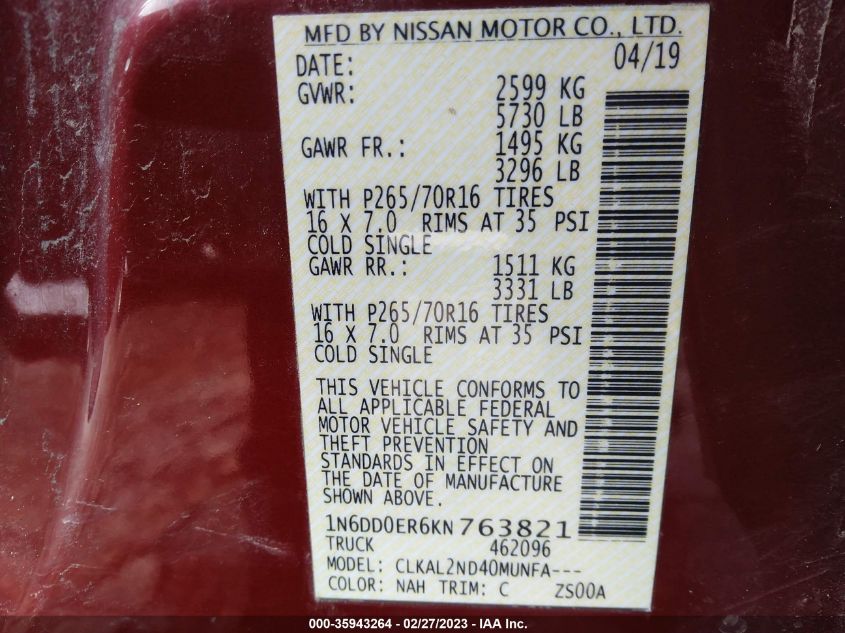 MFD BY NISSAN MOTOR CO., LTD.
DATE: 04/19
GVWR: 2599 KG
5730 LB
GAWR FR.: 1495 KG
3296 LB
WITH P265/70R16 TIRES
16 X 7.0 RIMS AT 35 PSI
COLD SINGLE
GAWR RR.: 1511 KG
3331 LB
WITH P265/70R16 TIRES
16 X 7.0 RIMS AT 35 PSI
COLD SINGLE
THIS VEHICLE CONFORMS TO
ALL APPLICABLE FEDERAL
MOTOR VEHICLE SAFETY AND
THEFT PREVENTION
STANDARDS IN EFFECT ON
THE DATE OF MANUFACTURE
SHOWN ABOVE.
1N6DD0ER6KN763821
TRUCK 462096
MODEL: CLKAL2ND40MUNFA---
COLOR: NAH TRIM: C ZS00A
000-35943264 - 02/27/2023 - IAA Inc.